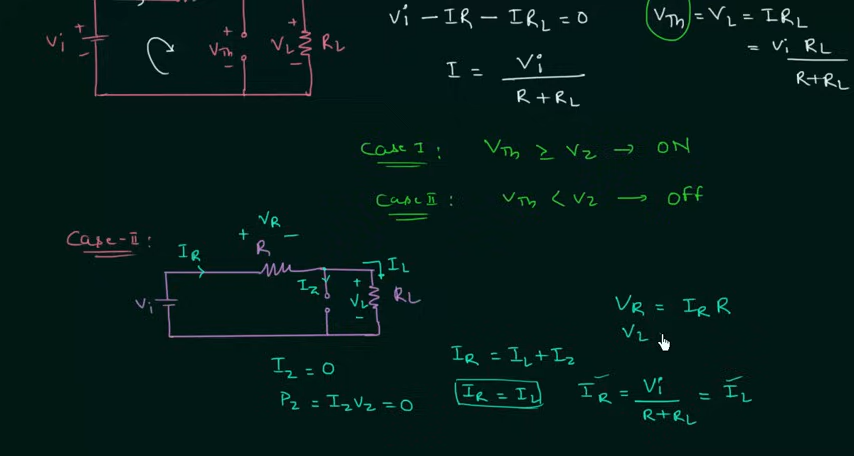 Vi - IR - IRL = 0
VTh = VL = IRL
= Vi RL
R+RL
I = Vi
R + RL
Vi + -
VTh + -
VL + -
RL
Case I : VTh ≥ VZ → ON
Case II : VTh < VZ → Off
Case-II :
+ VR -
IR
R
IZ
IL
Vi
VL + -
RL
VR = IR R
VL
IR = IL + IZ
IZ = 0
IR = IL
IR = Vi = IL
R+RL
PZ = IZ VZ = 0